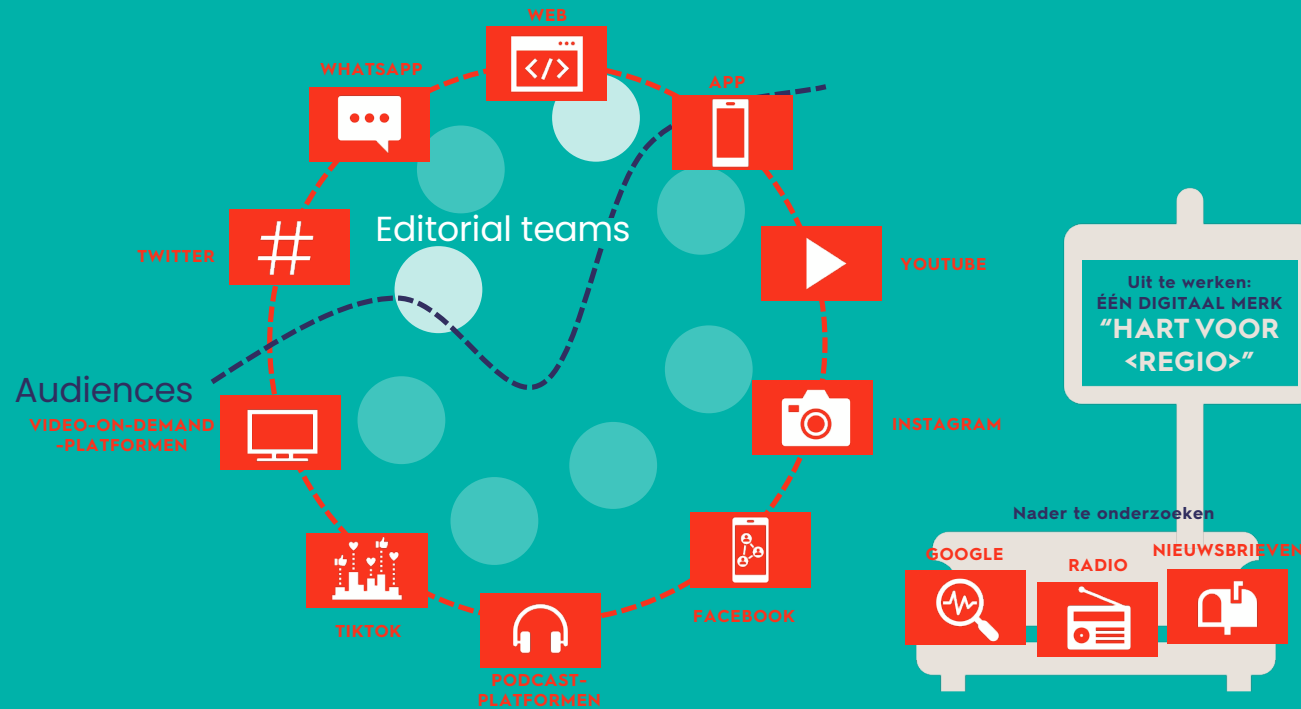 WEB
WHATSAPP
APP
Editorial teams
TWITTER
YOUTUBE
Audiences
VIDEO-ON-DEMAND
-PLATFORMEN
INSTAGRAM
TIKTOK
FACEBOOK
PODCAST-
PLATFORMEN
Uit te werken:
ÉÉN DIGITAAL MERK
“HART VOOR
<REGIO>”
Nader te onderzoeken
GOOGLE
RADIO
NIEUWSBRIEVEN